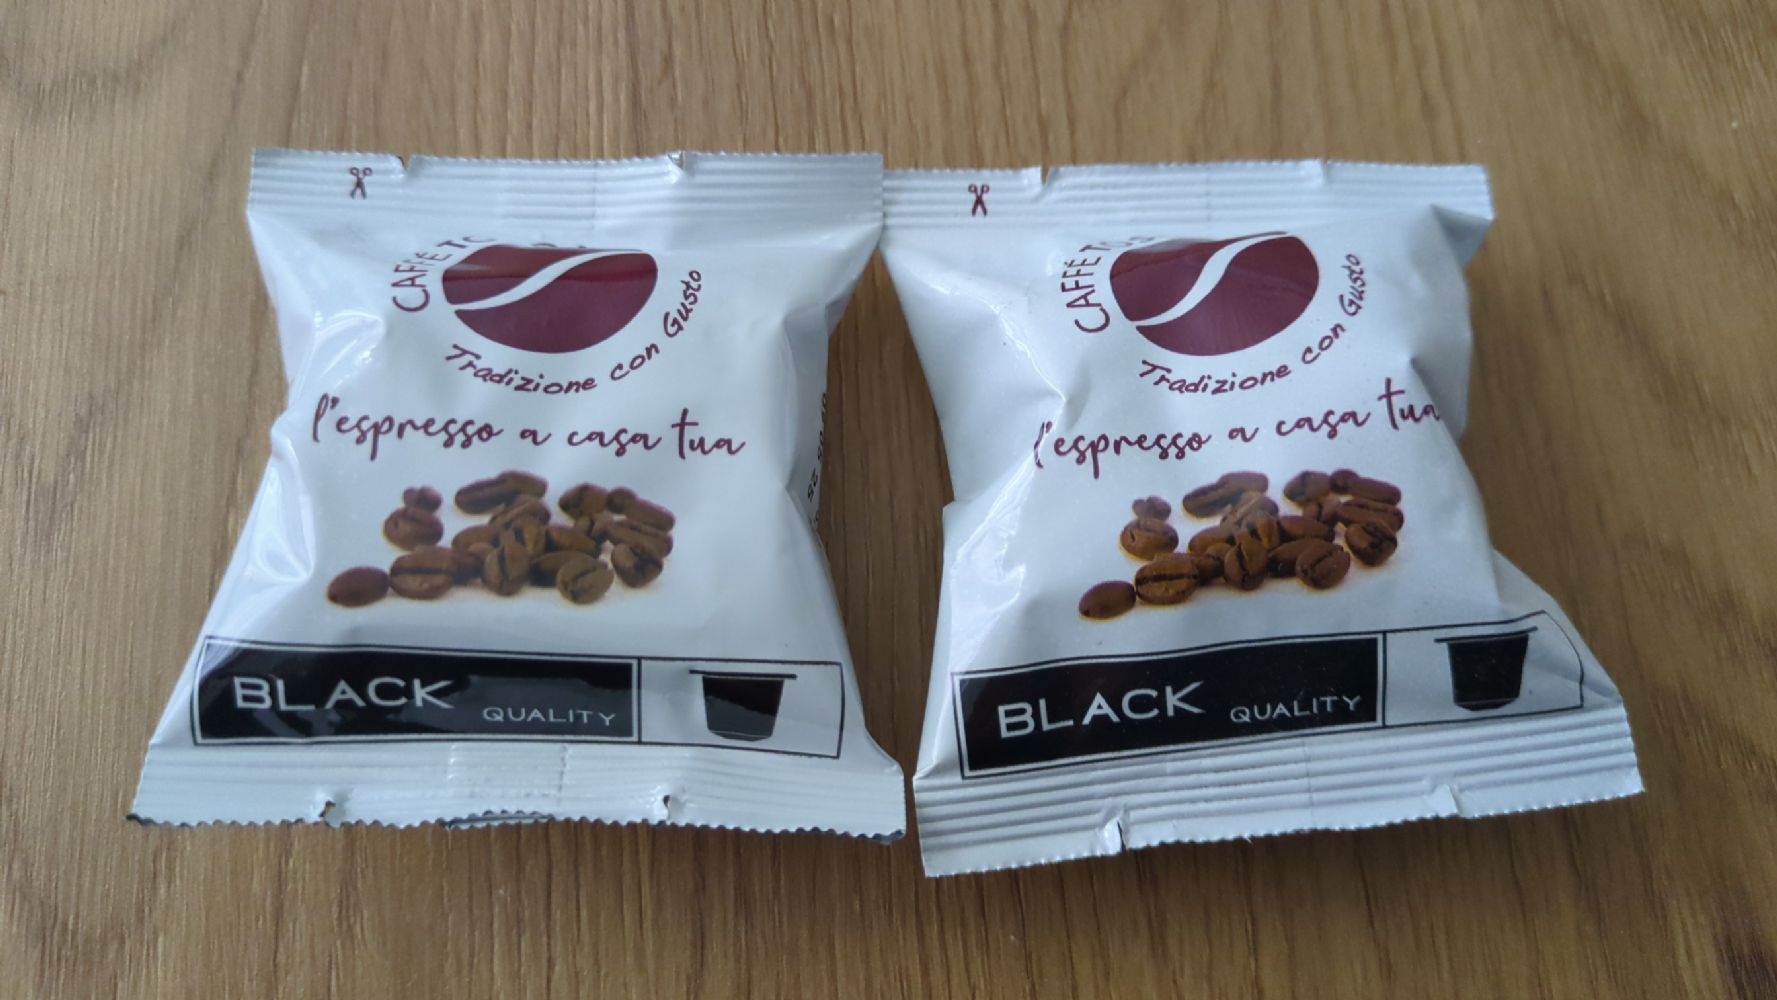 CAFFÈ
Tradizione con Gusto
l'espresso a casa tua
BLACK QUALITY
CAFFÈ
Tradizione con Gusto
l'espresso a casa tua
BLACK QUALITY